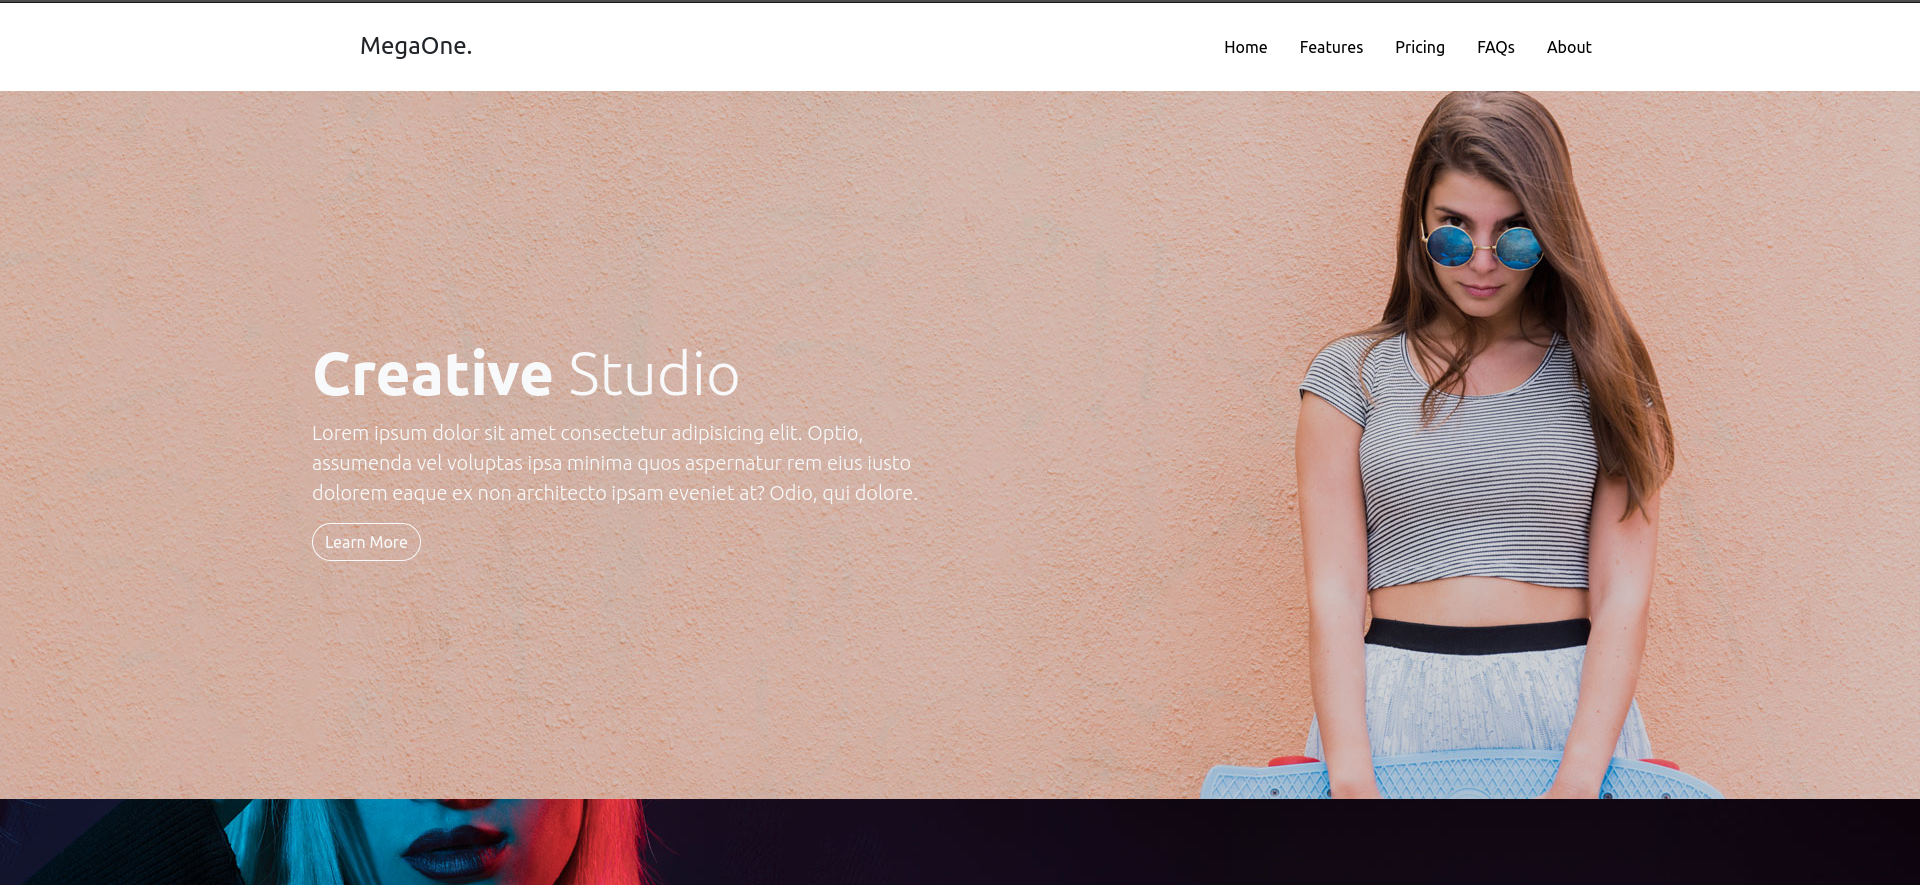 MegaOne.
Home Features Pricing FAQs About
Creative Studio
Lorem ipsum dolor sit amet consectetur adipisicing elit. Optio,
assumenda vel voluptas ipsa minima quos aspernatur rem eius iusto
dolorem eaque ex non architecto ipsam eveniet at? Odio, qui dolore.
Learn More